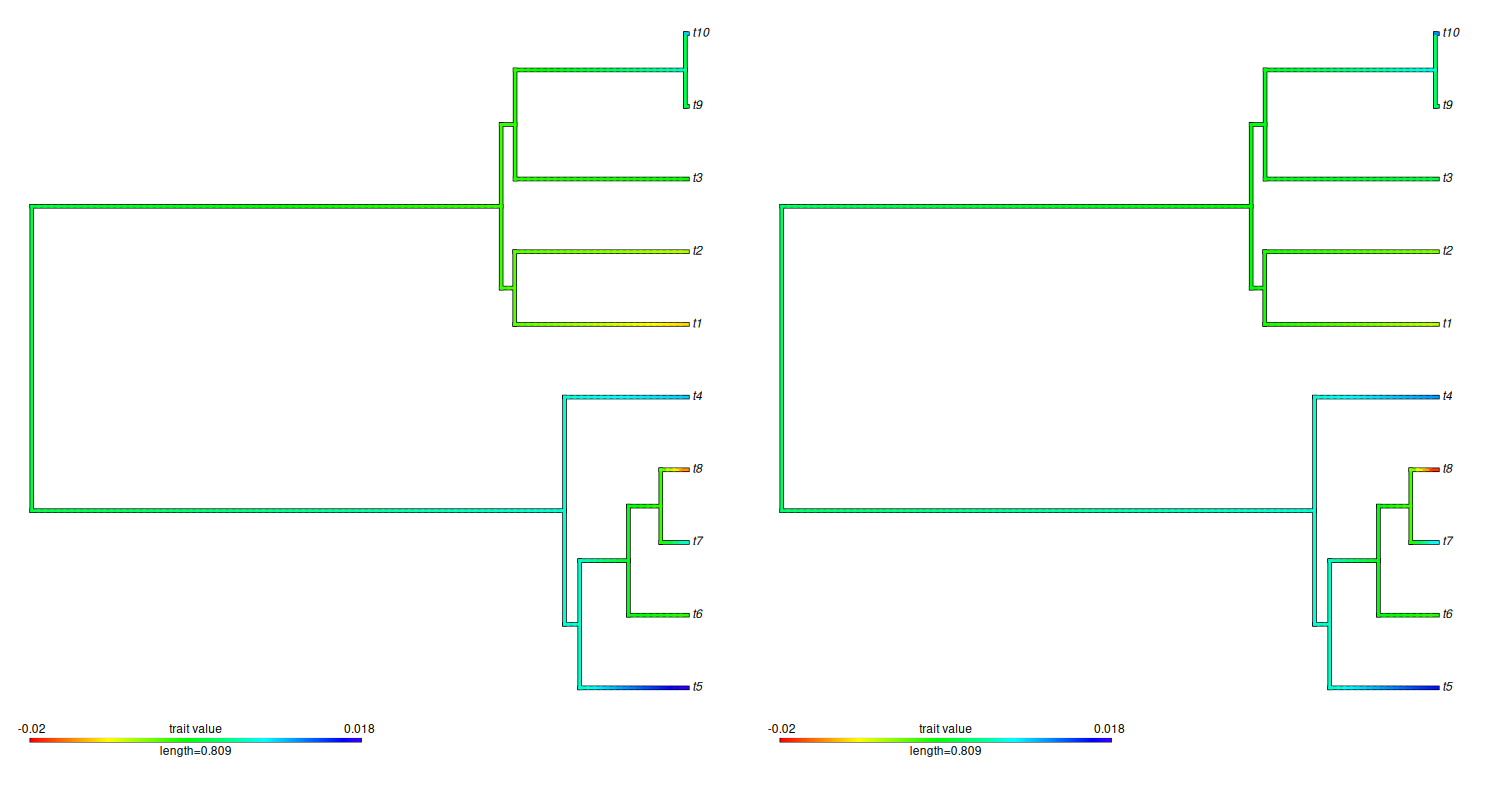 t10
t9
t3
t2
t1
t4
t8
t7
t6
t5
-0.02 trait value 0.018
length=0.809
t10
t9
t3
t2
t1
t4
t8
t7
t6
t5
-0.02 trait value 0.018
length=0.809